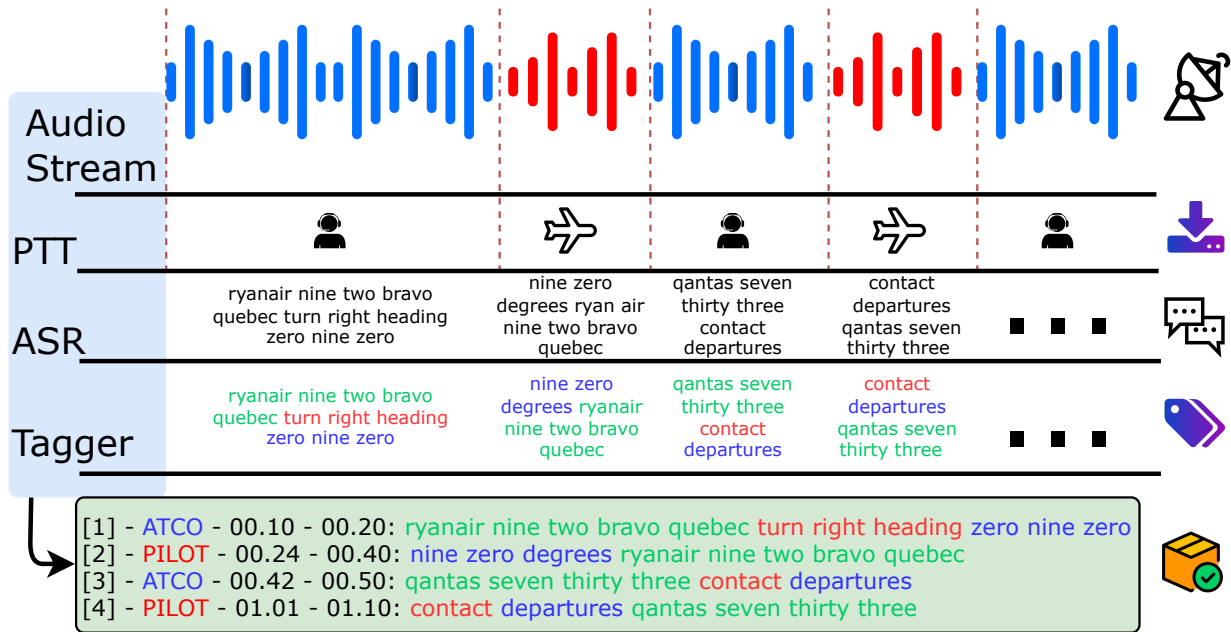 Audio
Stream
PTT
ASR
ryanair nine two bravo
quebec turn right heading
zero nine zero
nine zero
degrees ryan air
nine two bravo
quebec
qantas seven
thirty three
contact
departures
contact
departures
qantas seven
thirty three
Tagger
ryanair nine two bravo
quebec turn right heading
zero nine zero
nine zero
degrees ryanair
nine two bravo
quebec
qantas seven
thirty three
contact
departures
contact
departures
qantas seven
thirty three
[1] - ATCO - 00.10 - 00.20: ryanair nine two bravo quebec turn right heading zero nine zero
[2] - PILOT - 00.24 - 00.40: nine zero degrees ryanair nine two bravo quebec
[3] - ATCO - 00.42 - 00.50: qantas seven thirty three contact departures
[4] - PILOT - 01.01 - 01.10: contact departures qantas seven thirty three